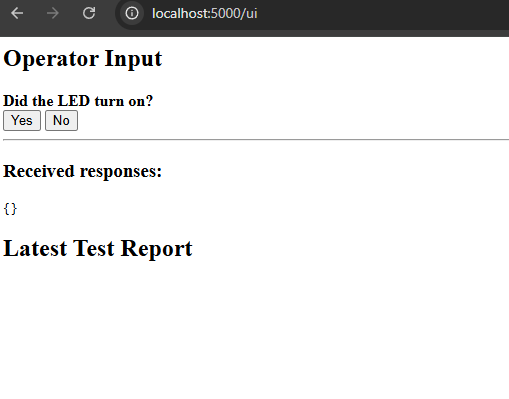 localhost:5000/ui
Operator Input
Did the LED turn on?
Yes No
Received responses:
{}
Latest Test Report